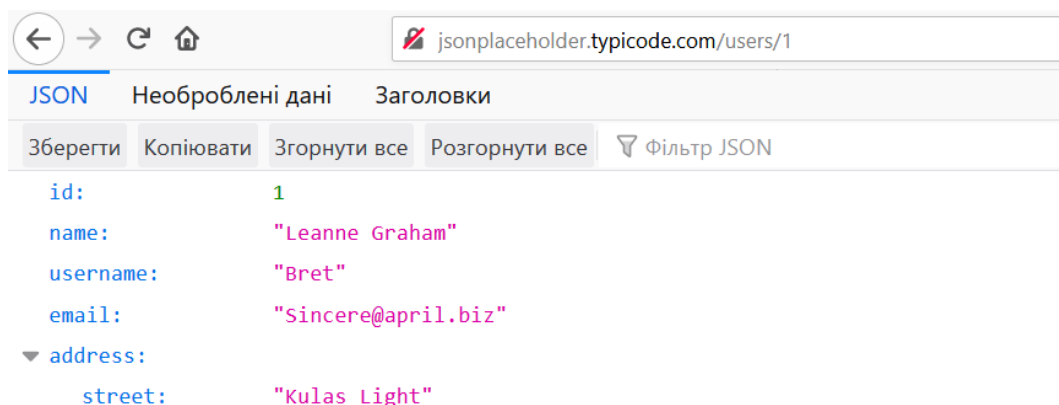 jsonplaceholder.typicode.com/users/1
JSON Необроблені дані Заголовки
Зберегти Копіювати Згорнути все Розгорнути все Фільтр JSON
id: 1
name: "Leanne Graham"
username: "Bret"
email: "Sincere@april.biz"
address:
street: "Kulas Light"